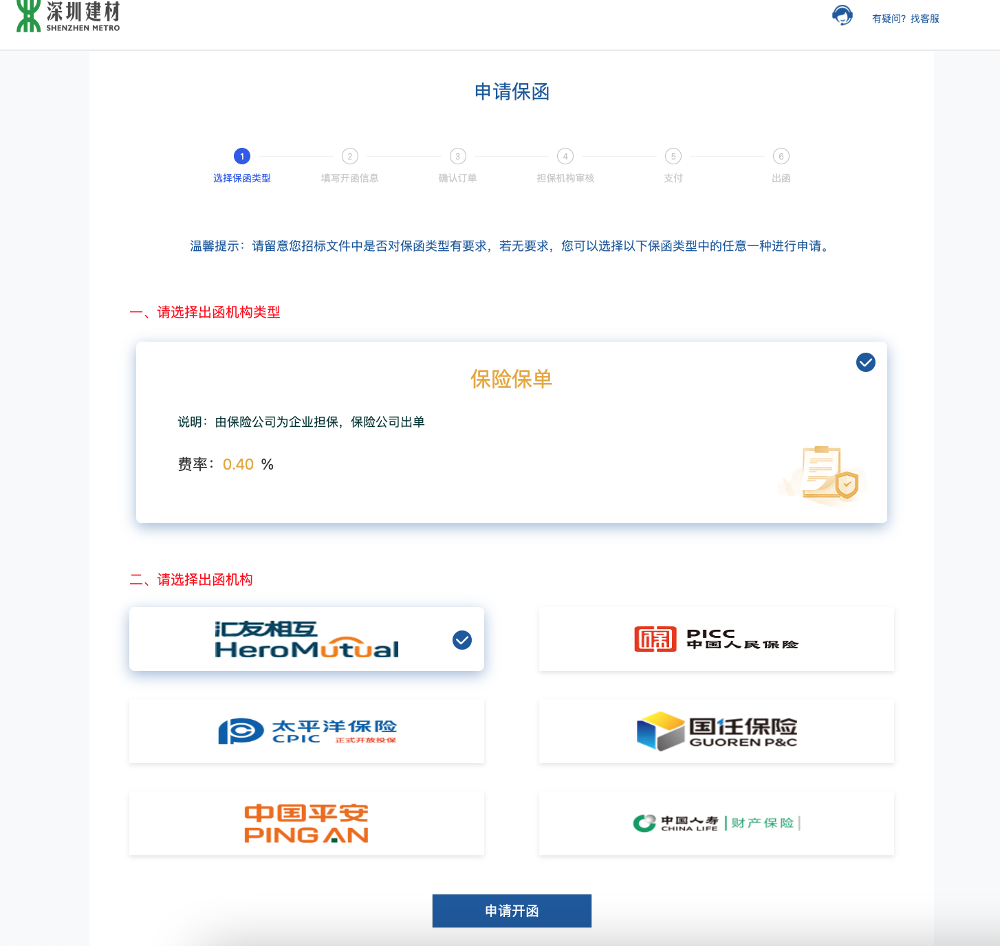 深圳建材
SHENZHEN METRO
有疑问? 找客服
申请保函
1 2 3 4 5 6
选择保函类型 填写开函信息 确认订单 担保机构审核 支付 出函
温馨提示：请留意您招标文件中是否对保函类型有要求，若无要求，您可以选择以下保函类型中的任意一种进行申请。
一、请选择出函机构类型
保险保单
说明：由保险公司为企业担保，保险公司出单
费率：0.40 %
二、请选择出函机构
汇友相互
HeroMutual
PICC
中国人民保险
太平洋保险
CPIC 正式开放投保
国任保险
GUOREN P&C
中国平安
PING AN
中国人寿 财产保险
CHINA LIFE
申请开函